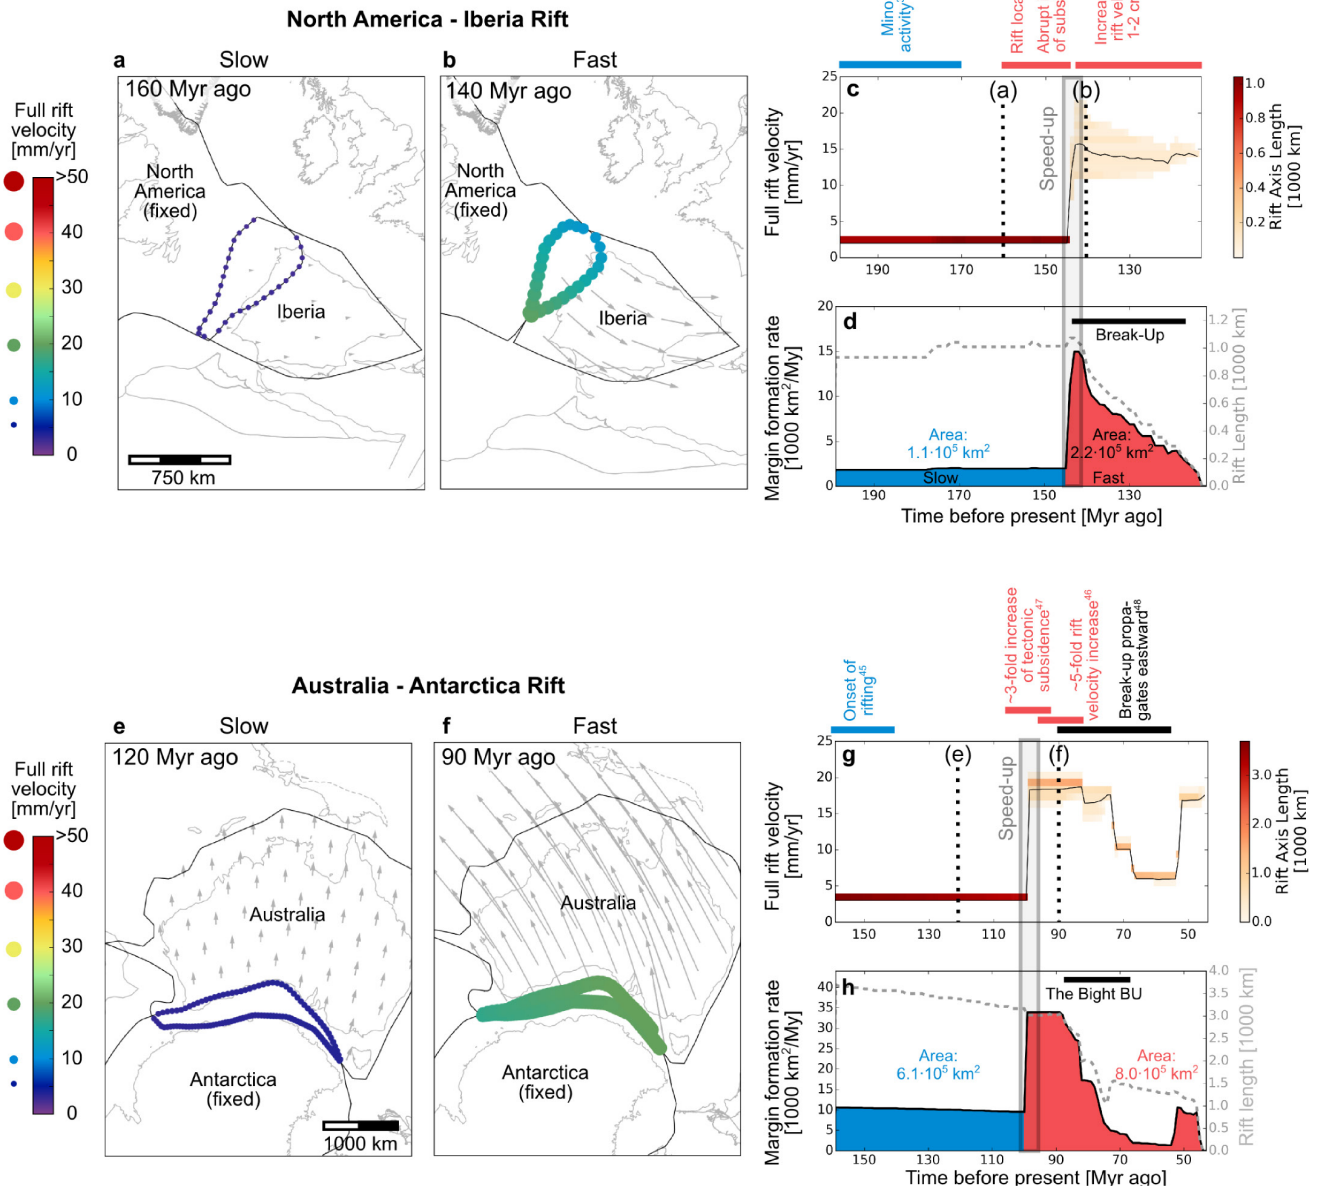 North America - Iberia Rift
a
Slow
b
Fast
Full rift
velocity
[mm/yr]
>50
40
30
20
10
0
160 Myr ago
North
America
(fixed)
Iberia
750 km
140 Myr ago
North
America
(fixed)
Iberia
Rift
Abrupt
of
rift
1-2
c
(a)
(b)
Speed-up
Full rift velocity
[mm/yr]
25
20
15
10
5
0
190
170
150
130
1.0
0.8
0.6
0.4
0.2
Rift Axis Length
[1000 km]
d
Break-Up
Margin formation rate
[1000 km²/My]
20
15
10
5
0
Area:
1.1·10⁵ km²
Slow
Area:
2.2·10⁵ km²
Fast
1.2
1.0
0.8
0.6
0.4
0.2
0.0
Rift Length [1000 km]
190
170
150
130
Time before present [Myr ago]
Australia - Antarctica Rift
e
Slow
f
Fast
Full rift
velocity
[mm/yr]
>50
40
30
20
10
0
120 Myr ago
Australia
Antarctica
(fixed)
1000 km
90 Myr ago
Australia
Antarctica
(fixed)
Onset of
rifting⁴⁵
~3-fold increase
of tectonic
subsidence⁴⁷
~5-fold rift
velocity increase⁴⁶
Break-up propa-
gates eastward⁴⁸
g
(e)
(f)
Speed-up
Full rift velocity
[mm/yr]
25
20
15
10
5
0
150
130
110
90
70
50
3.0
2.0
1.0
0.0
Rift Axis Length
[1000 km]
h
The Bight BU
Margin formation rate
[1000 km²/My]
40
35
30
25
20
15
10
5
0
Area:
6.1·10⁵ km²
Area:
8.0·10⁵ km²
4.0
3.5
3.0
2.5
2.0
1.5
1.0
0.5
0.0
Rift length [1000 km]
150
130
110
90
70
50
Time before present [Myr ago]